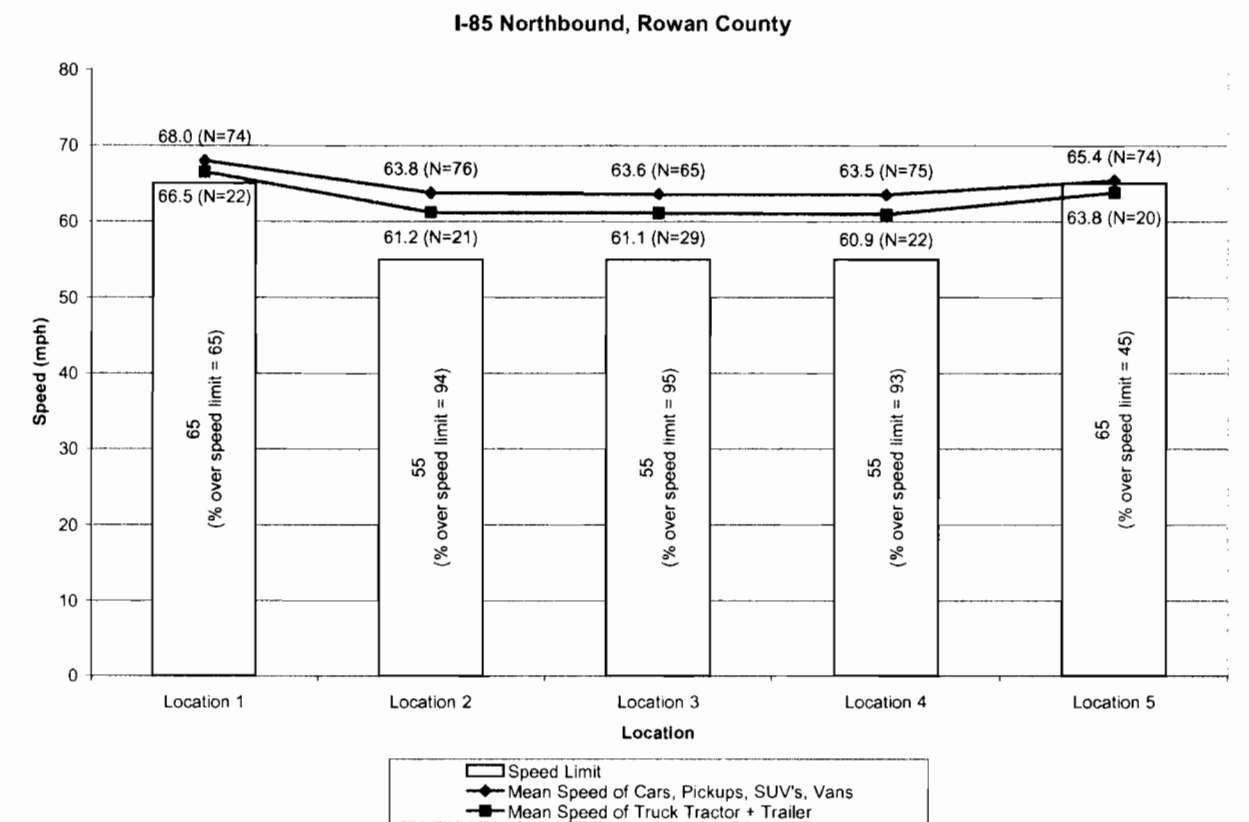 I-85 Northbound, Rowan County
80
70
60
50
40
30
20
10
0
Speed (mph)
68.0 (N=74)
66.5 (N=22)
63.8 (N=76)
61.2 (N=21)
63.6 (N=65)
61.1 (N=29)
63.5 (N=75)
60.9 (N=22)
65.4 (N=74)
63.8 (N=20)
65
(% over speed limit = 65)
55
(% over speed limit = 94)
55
(% over speed limit = 95)
55
(% over speed limit = 93)
65
(% over speed limit = 45)
Location 1
Location 2
Location 3
Location 4
Location 5
Location
Speed Limit
Mean Speed of Cars, Pickups, SUV's, Vans
Mean Speed of Truck Tractor + Trailer